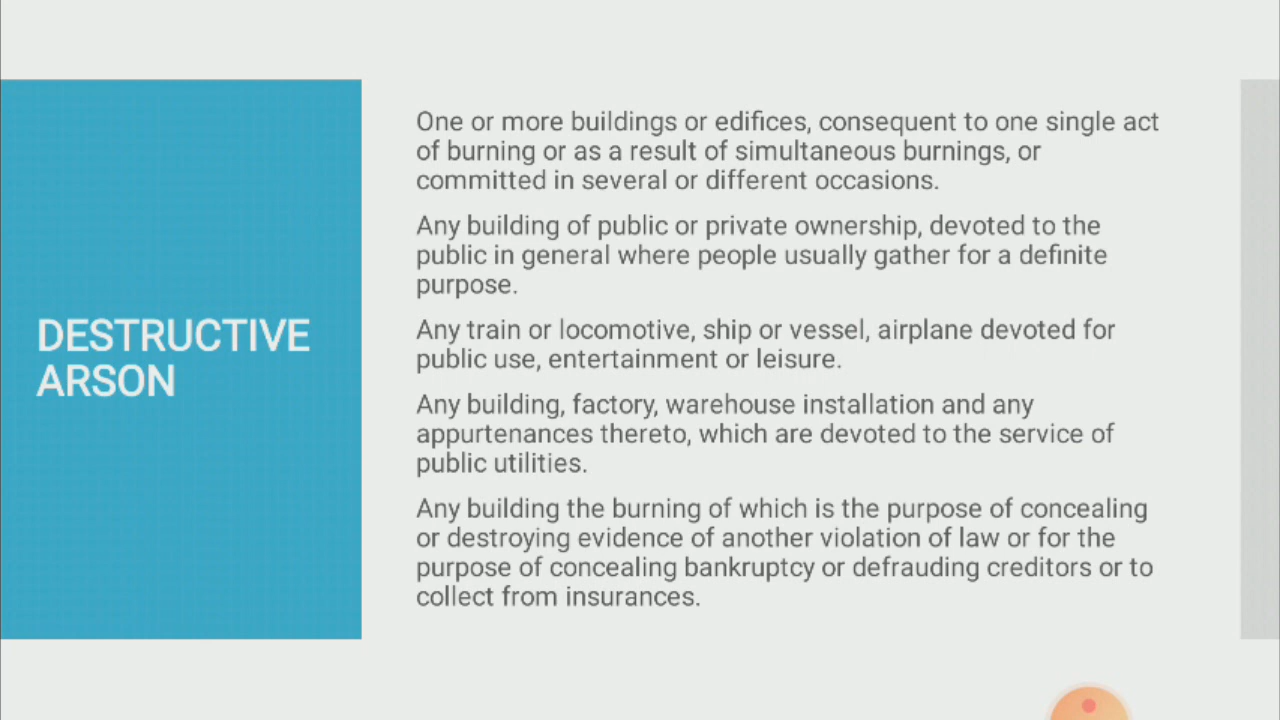 DESTRUCTIVE
ARSON
One or more buildings or edifices, consequent to one single act
of burning or as a result of simultaneous burnings, or
committed in several or different occasions.
Any building of public or private ownership, devoted to the
public in general where people usually gather for a definite
purpose.
Any train or locomotive, ship or vessel, airplane devoted for
public use, entertainment or leisure.
Any building, factory, warehouse installation and any
appurtenances thereto, which are devoted to the service of
public utilities.
Any building the burning of which is the purpose of concealing
or destroying evidence of another violation of law or for the
purpose of concealing bankruptcy or defrauding creditors or to
collect from insurances.